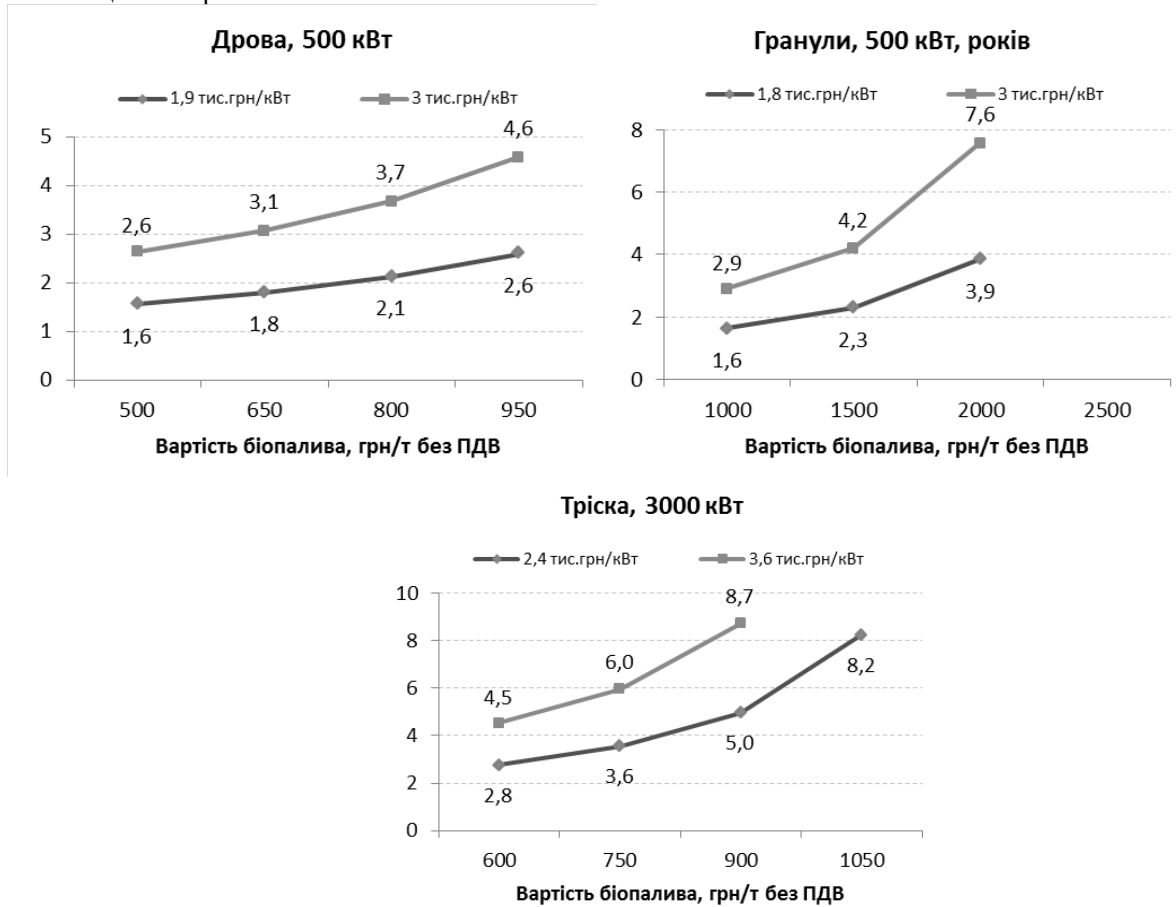 Дрова, 500 кВт
1,9 тис.грн/кВт 3 тис.грн/кВт
5
4
3
2
1
0
2,6 3,1 3,7 4,6
1,6 1,8 2,1 2,6
500 650 800 950
Вартість біопалива, грн/т без ПДВ
Гранули, 500 кВт, років
1,8 тис.грн/кВт 3 тис.грн/кВт
8
6
4
2
0
2,9 4,2 7,6
1,6 2,3 3,9
1000 1500 2000 2500
Вартість біопалива, грн/т без ПДВ
Тріска, 3000 кВт
2,4 тис.грн/кВт 3,6 тис.грн/кВт
10
8
6
4
2
0
4,5 6,0 8,7
2,8 3,6 5,0 8,2
600 750 900 1050
Вартість біопалива, грн/т без ПДВ